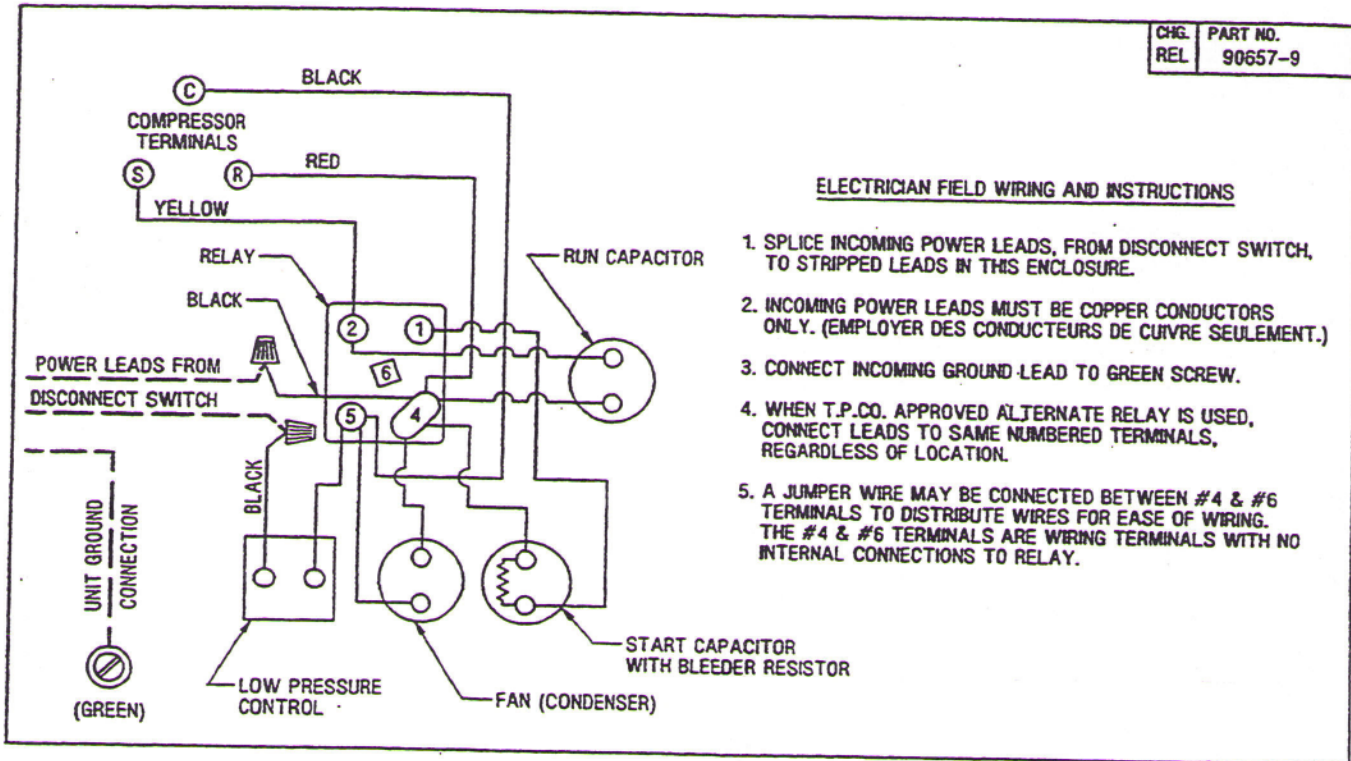 CHG. PART NO.
REL 90657-9
BLACK
C
COMPRESSOR
TERMINALS
S
R
RED
YELLOW
RELAY
BLACK
RUN CAPACITOR
2
1
6
5
4
POWER LEADS FROM
DISCONNECT SWITCH
BLACK
UNIT GROUND
CONNECTION
(GREEN)
LOW PRESSURE
CONTROL
FAN (CONDENSER)
START CAPACITOR
WITH BLEEDER RESISTOR
ELECTRICIAN FIELD WIRING AND INSTRUCTIONS
1. SPLICE INCOMING POWER LEADS, FROM DISCONNECT SWITCH,
TO STRIPPED LEADS IN THIS ENCLOSURE.
2. INCOMING POWER LEADS MUST BE COPPER CONDUCTORS
ONLY. (EMPLOYER DES CONDUCTEURS DE CUIVRE SEULEMENT.)
3. CONNECT INCOMING GROUND LEAD TO GREEN SCREW.
4. WHEN T.P.CO. APPROVED ALTERNATE RELAY IS USED,
CONNECT LEADS TO SAME NUMBERED TERMINALS,
REGARDLESS OF LOCATION.
5. A JUMPER WIRE MAY BE CONNECTED BETWEEN #4 & #6
TERMINALS TO DISTRIBUTE WIRES FOR EASE OF WIRING.
THE #4 & #6 TERMINALS ARE WIRING TERMINALS WITH NO
INTERNAL CONNECTIONS TO RELAY.